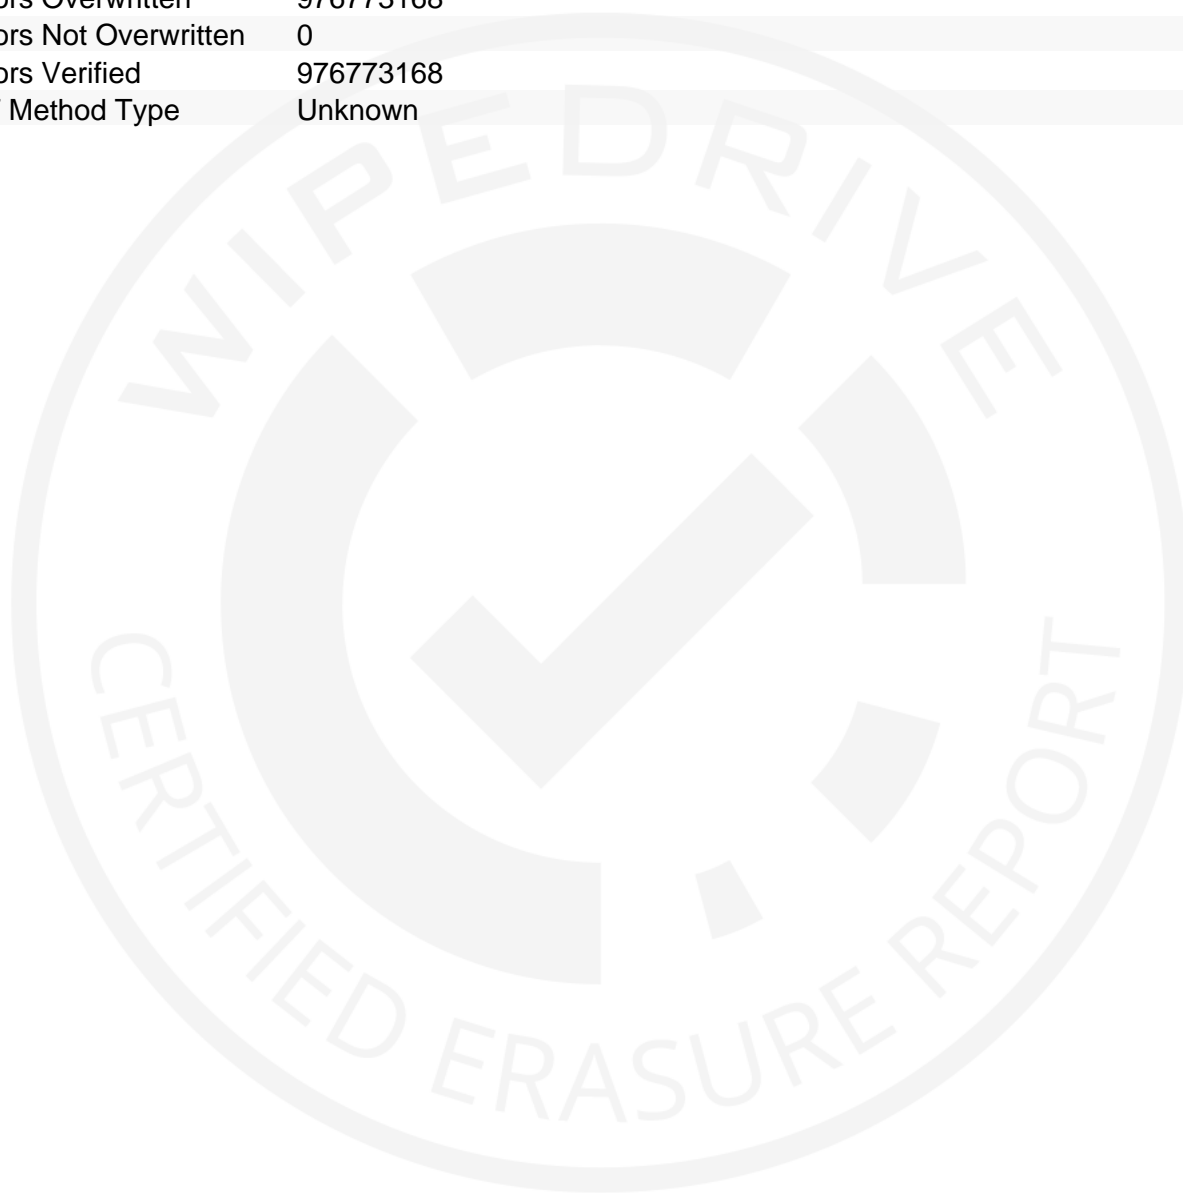 ors Overwritten 976773168
ors Not Overwritten 0
ors Verified 976773168
Method Type Unknown
WIPEDRIVE
CERTIFIED ERASURE REPORT